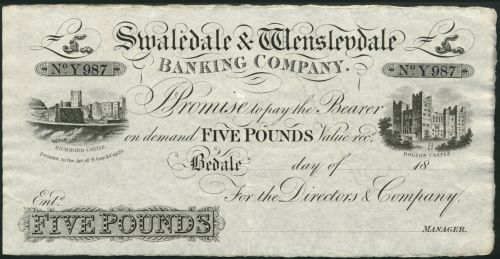 £5 Swalédale & Wensleydale £5
No. Y 987 BANKING COMPANY. No. Y 987
I Promise to pay the Bearer
on demand FIVE POUNDS Value recd.
RICHMOND CASTLE
BOLTON CASTLE
Bedale day of 18
Entd. For the Directors & Company.
FIVE POUNDS
MANAGER.